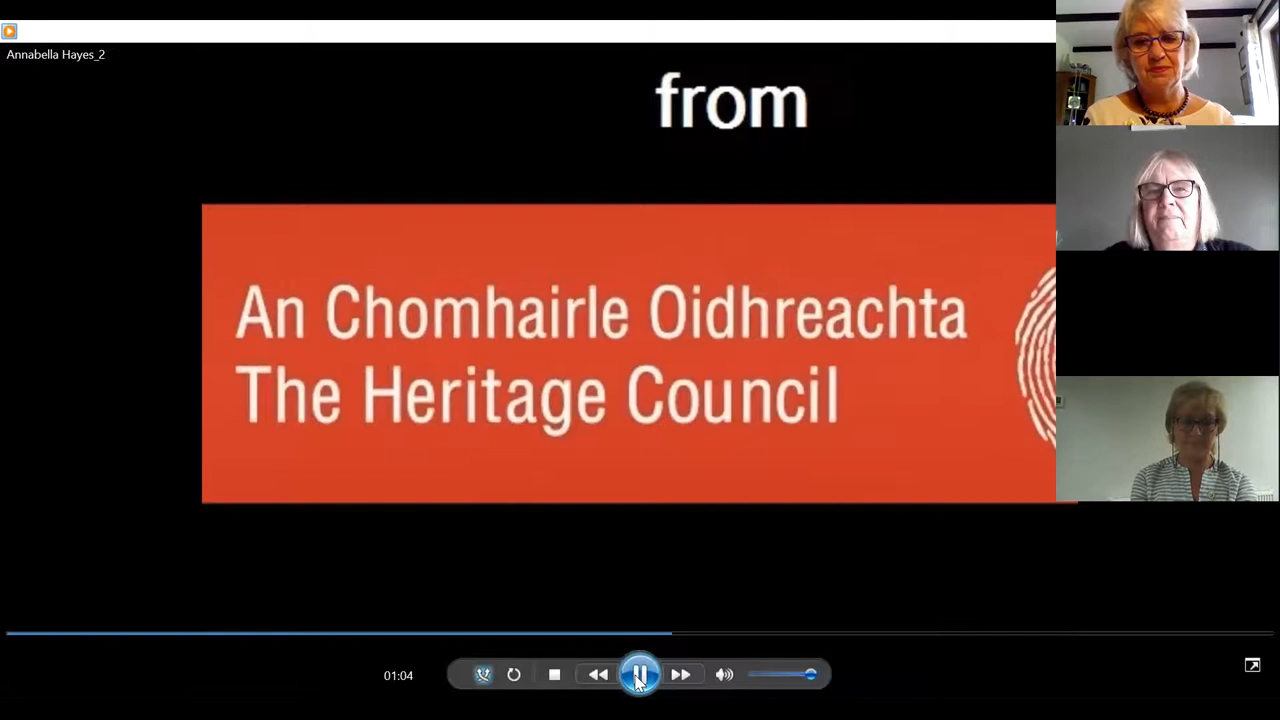 Annabella Hayes_2
from
An Chomhairle Oidhreachta
The Heritage Council
01:04